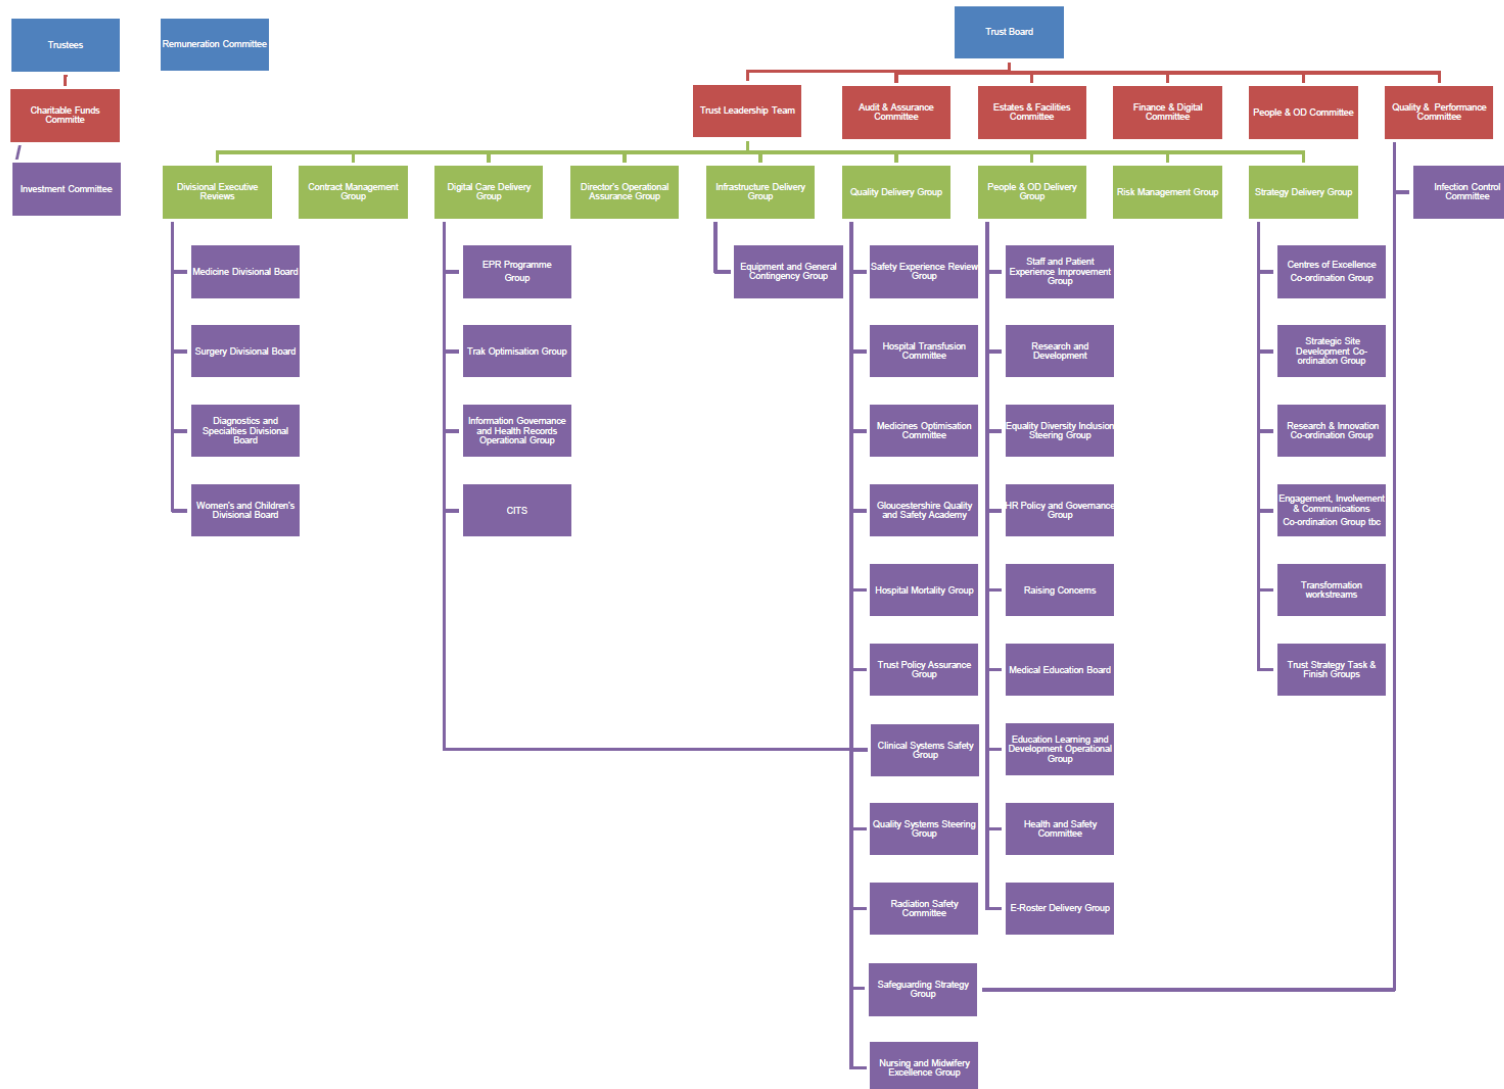 Trustees
Remuneration Committee
Trust Board
Charitable Funds
Committe
Trust Leadership Team
Audit & Assurance
Committee
Estates & Facilities
Committee
Finance & Digital
Committee
People & OD Committee
Quality & Performance
Committee
Investment Committee
Divisional Executive
Reviews
Contract Management
Group
Digital Care Delivery
Group
Director's Operational
Assurance Group
Infrastructure Delivery
Group
Quality Delivery Group
People & OD Delivery
Group
Risk Management Group
Strategy Delivery Group
Infection Control
Committee
Medicine Divisional Board
Surgery Divisional Board
Diagnostics and
Specialties Divisional
Board
Women's and Children's
Divisional Board
EPR Programme
Group
Trak Optimisation Group
Information Governance
and Health Records
Operational Group
CITS
Equipment and General
Contingency Group
Safety Experience Review
Group
Hospital Transfusion
Committee
Medicines Optimisation
Committee
Gloucestershire Quality
and Safety Academy
Hospital Mortality Group
Trust Policy Assurance
Group
Clinical Systems Safety
Group
Quality Systems Steering
Group
Radiation Safety
Committee
Safeguarding Strategy
Group
Nursing and Midwifery
Excellence Group
Staff and Patient
Experience Improvement
Group
Research and
Development
Equality Diversity Inclusion
Steering Group
HR Policy and Governance
Group
Raising Concerns
Medical Education Board
Education Learning and
Development Operational
Group
Health and Safety
Committee
E-Roster Delivery Group
Centres of Excellence
Co-ordination Group
Strategic Site
Development Co-
ordination Group
Research & Innovation
Co-ordination Group
Engagement, Involvement
& Communications
Co-ordination Group tbc
Transformation
workstreams
Trust Strategy Task &
Finish Groups